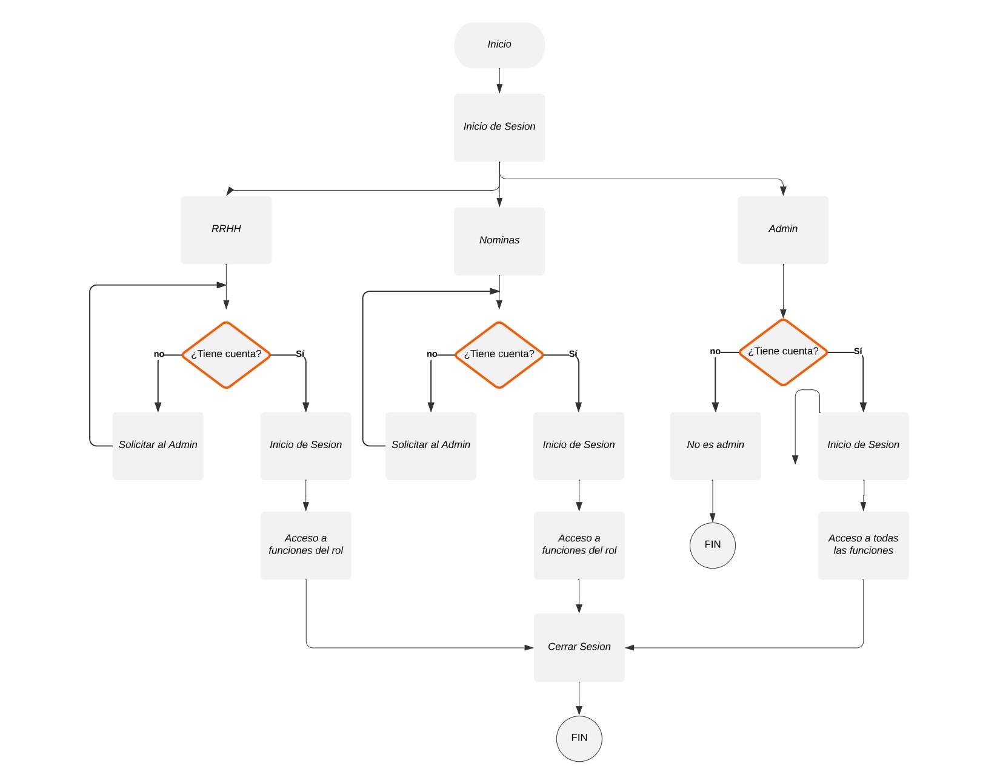 Inicio
Inicio de Sesion
RRHH
Nominas
Admin
no
¿Tiene cuenta?
Sí
no
¿Tiene cuenta?
Sí
no
¿Tiene cuenta?
Sí
Solicitar al Admin
Inicio de Sesion
Solicitar al Admin
Inicio de Sesion
No es admin
Inicio de Sesion
Acceso a
funciones del rol
Acceso a
funciones del rol
FIN
Acceso a todas
las funciones
Cerrar Sesion
FIN